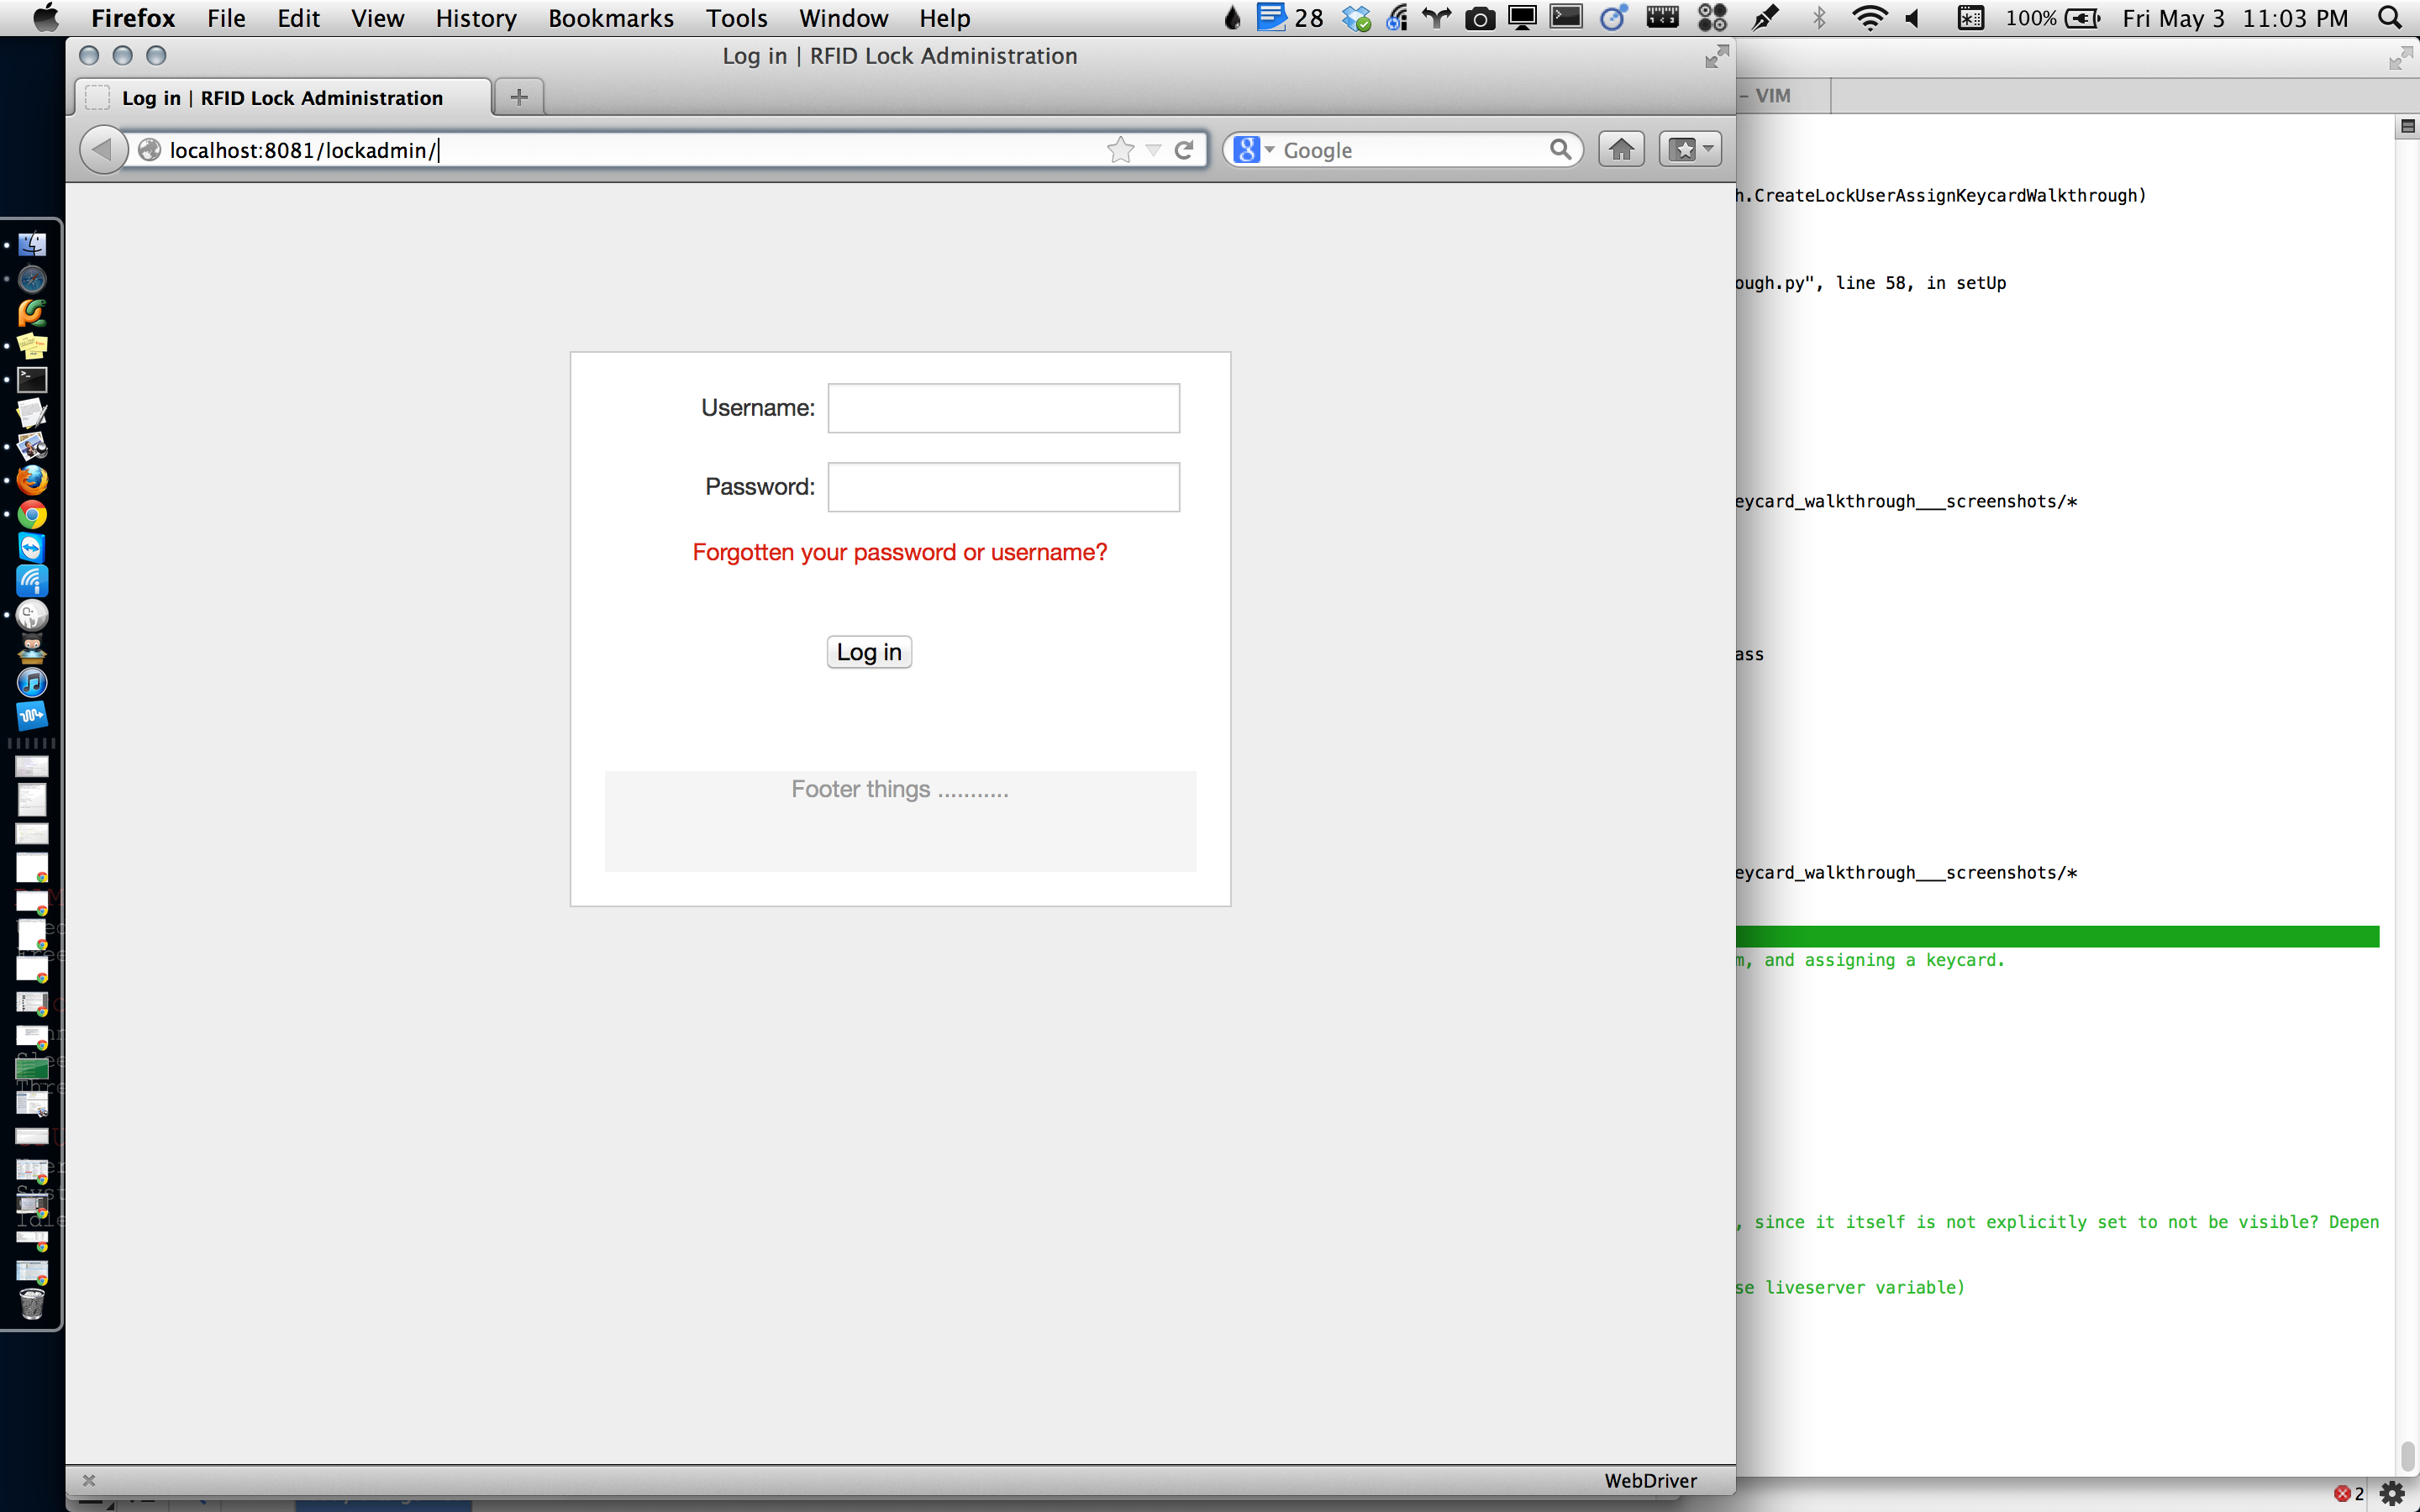 Firefox File Edit View History Bookmarks Tools Window Help 28 100% Fri May 3 11:03 PM
Log in | RFID Lock Administration
Log in | RFID Lock Administration
– VIM
localhost:8081/lockadmin/
Google
h.CreateLockUserAssignKeycardWalkthrough)
ough.py", line 58, in setUp
Username:
Password:
eycard_walkthrough___screenshots/*
Forgotten your password or username?
Log in
ass
Footer things ...........
eycard_walkthrough___screenshots/*
m, and assigning a keycard.
, since it itself is not explicitly set to not be visible? Depen
se liveserver variable)
WebDriver
2